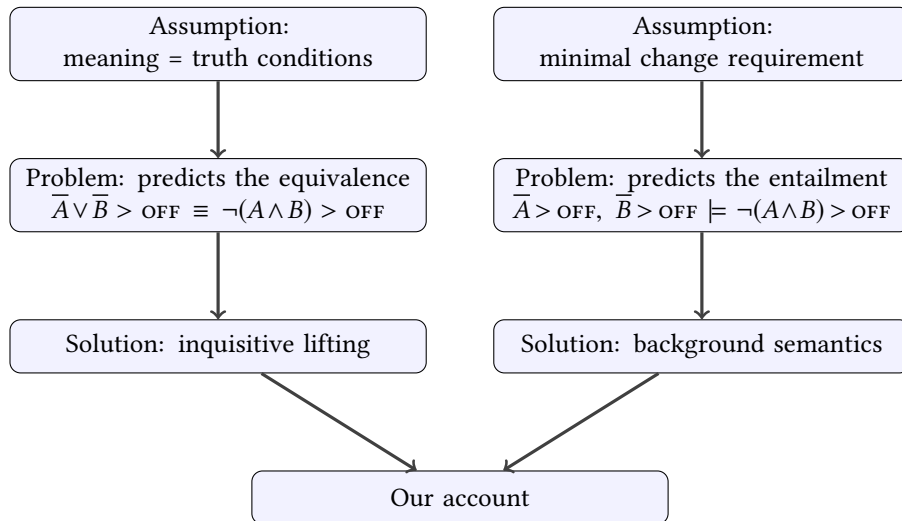 Assumption:
meaning = truth conditions
Assumption:
minimal change requirement
Problem: predicts the equivalence
A̅ ∨ B̅ > OFF ≡ ¬(A ∧ B) > OFF
Problem: predicts the entailment
A̅ > OFF, B̅ > OFF ⊨ ¬(A ∧ B) > OFF
Solution: inquisitive lifting
Solution: background semantics
Our account